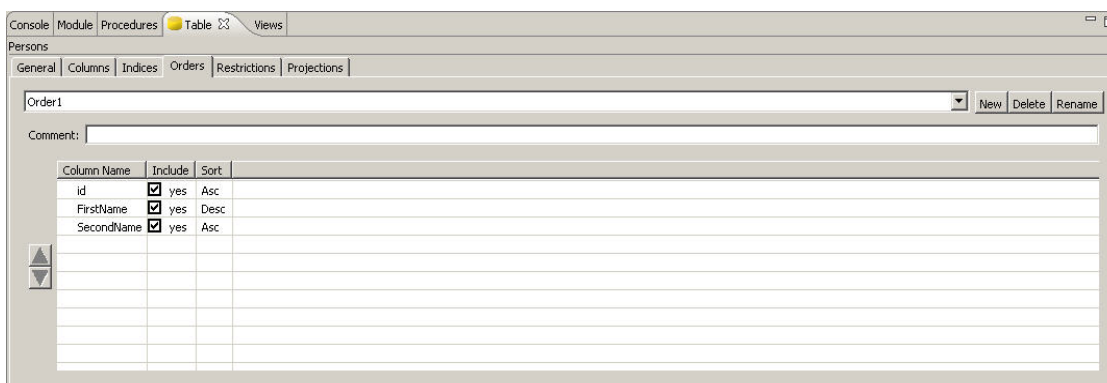 Console Module Procedures Table Views
Persons
General Columns Indices Orders Restrictions Projections
Order1 New Delete Rename
Comment:
Column Name Include Sort
id yes Asc
FirstName yes Desc
SecondName yes Asc